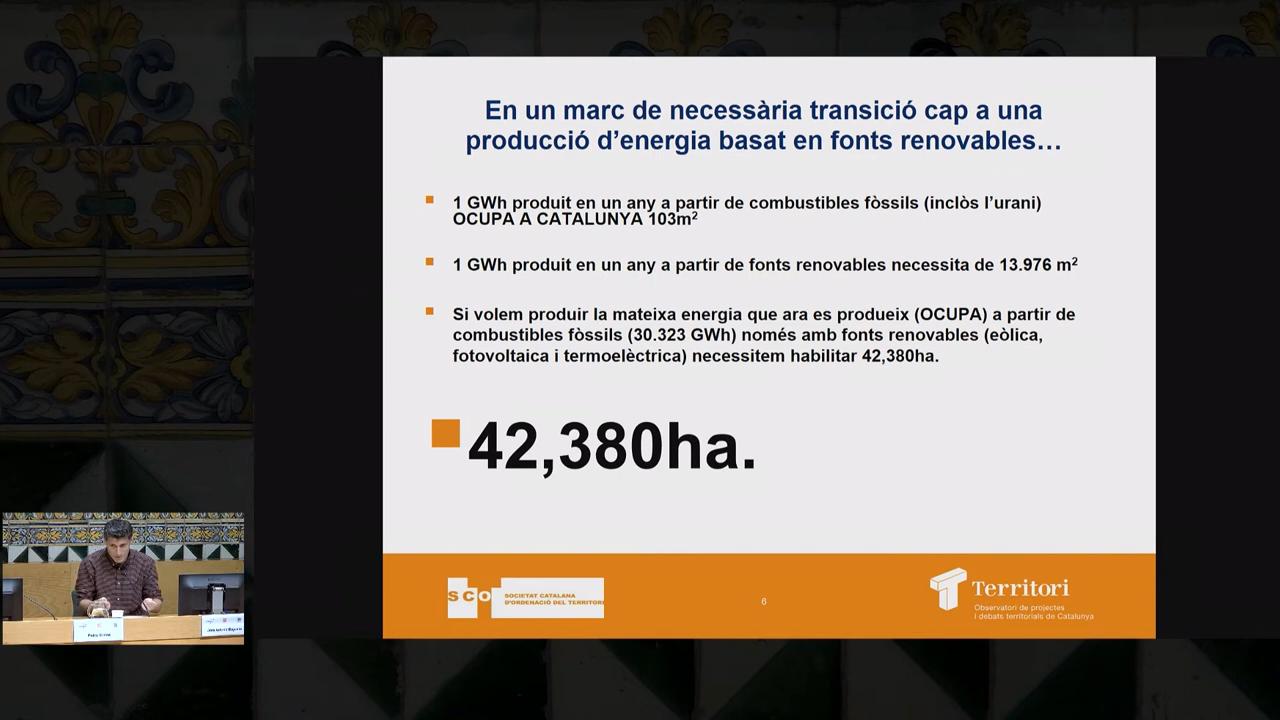 En un marc de necessària transició cap a una
producció d'energia basat en fonts renovables…
1 GWh produit en un any a partir de combustibles fòssils (inclòs l'urani)
OCUPA A CATALUNYA 103m²
1 GWh produit en un any a partir de fonts renovables necessita de 13.976 m²
Si volem produir la mateixa energia que ara es produeix (OCUPA) a partir de
combustibles fòssils (30.323 GWh) només amb fonts renovables (eòlica,
fotovoltaica i termoelèctrica) necessitem habilitar 42,380ha.
42,380ha.
SCOT
SOCIETAT CATALANA
D'ORDENACIÓ DEL TERRITORI
6
Territori
Observatori de projectes
i debats territorials de Catalunya